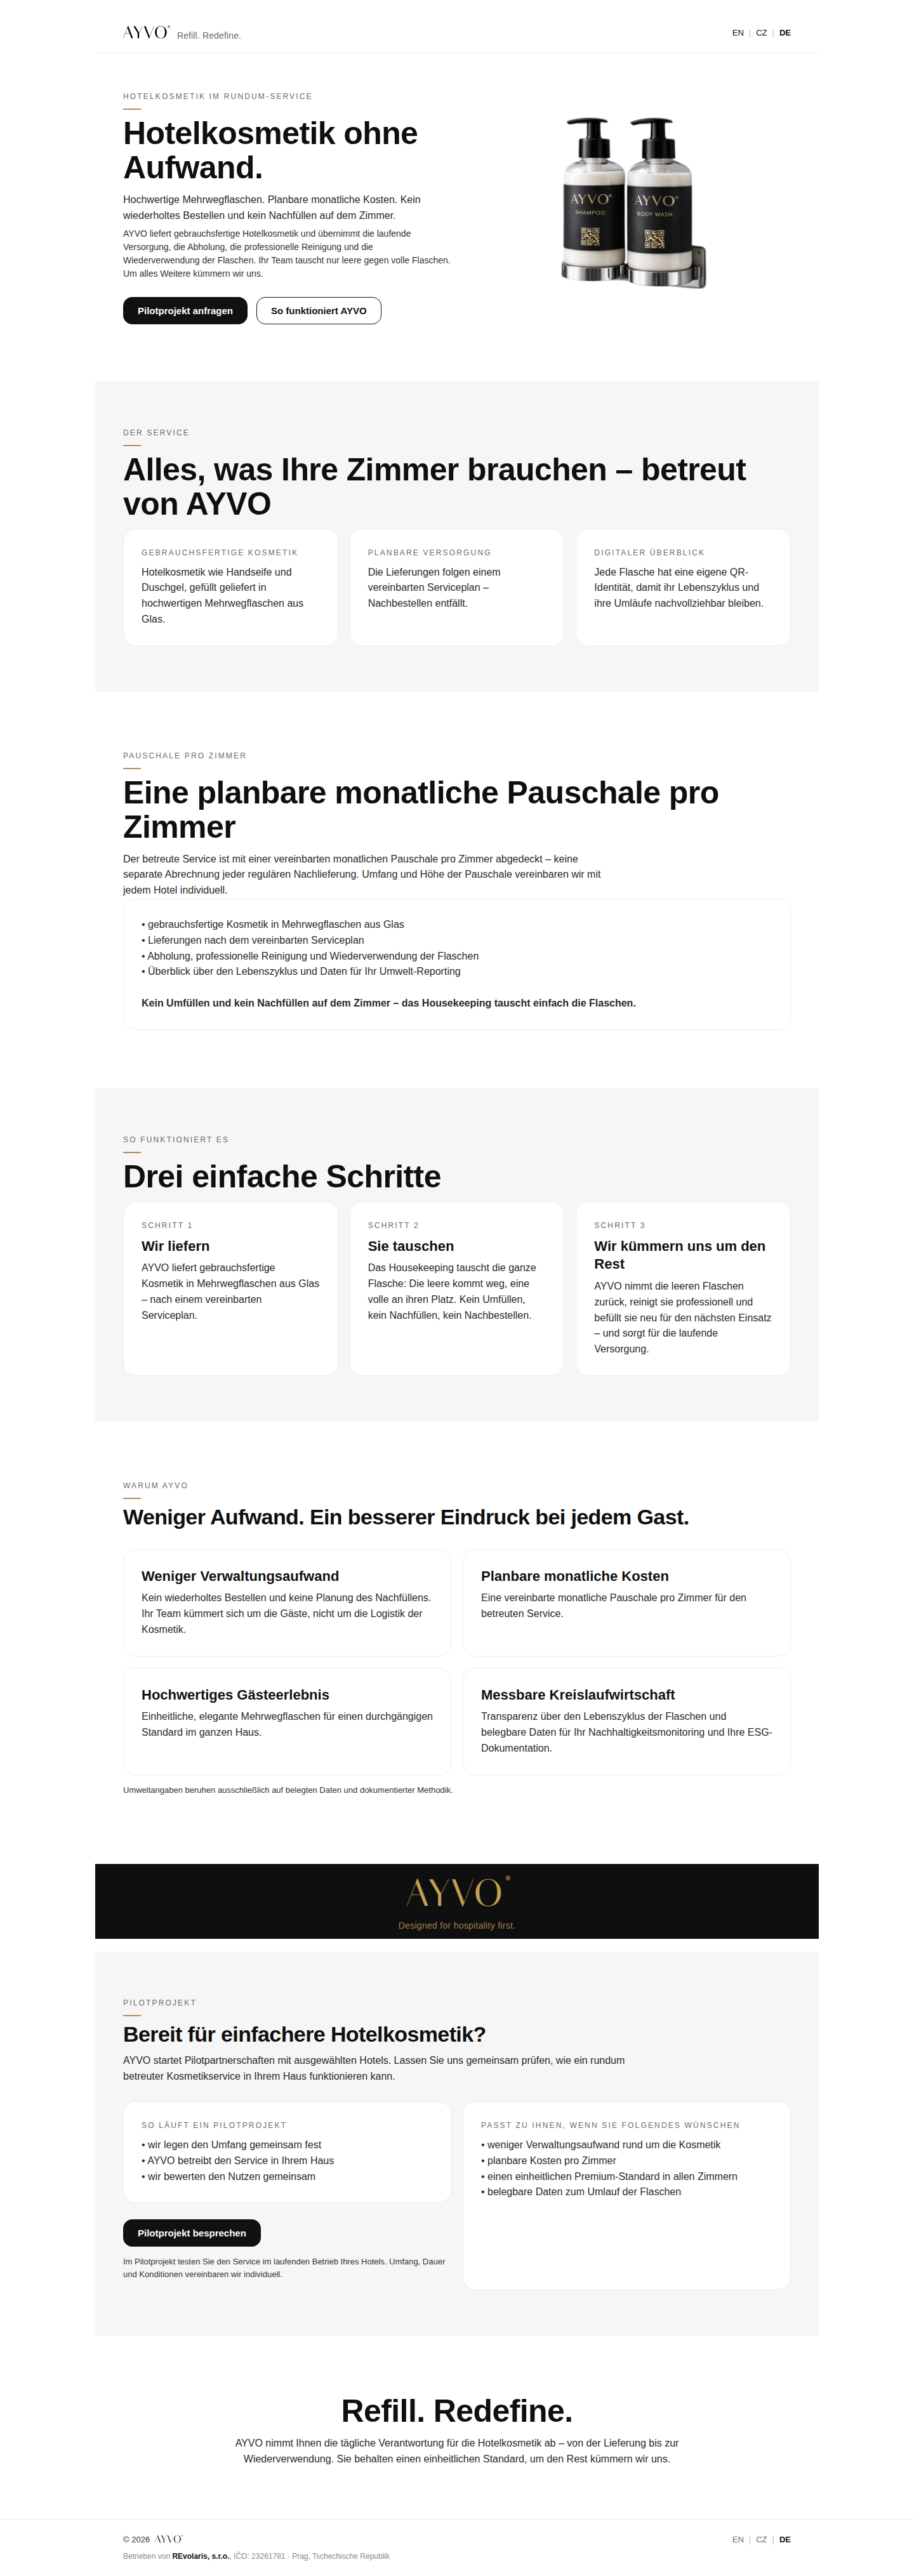 AYVO® Refill. Redefine.
EN | CZ | DE
HOTELKOSMETIK IM RUNDUM-SERVICE
Hotelkosmetik ohne
Aufwand.
Hochwertige Mehrwegflaschen. Planbare monatliche Kosten. Kein
wiederholtes Bestellen und kein Nachfüllen auf dem Zimmer.
AYVO liefert gebrauchsfertige Hotelkosmetik und übernimmt die laufende
Versorgung, die Abholung, die professionelle Reinigung und die
Wiederverwendung der Flaschen. Ihr Team tauscht nur leere gegen volle Flaschen.
Um alles Weitere kümmern wir uns.
Pilotprojekt anfragen
So funktioniert AYVO
AYVO®
SHAMPOO
AYVO®
BODY WASH
DER SERVICE
Alles, was Ihre Zimmer brauchen – betreut
von AYVO
GEBRAUCHSFERTIGE KOSMETIK
Hotelkosmetik wie Handseife und
Duschgel, gefüllt geliefert in
hochwertigen Mehrwegflaschen aus
Glas.
PLANBARE VERSORGUNG
Die Lieferungen folgen einem
vereinbarten Serviceplan –
Nachbestellen entfällt.
DIGITALER ÜBERBLICK
Jede Flasche hat eine eigene QR-
Identität, damit ihr Lebenszyklus und
ihre Umläufe nachvollziehbar bleiben.
PAUSCHALE PRO ZIMMER
Eine planbare monatliche Pauschale pro
Zimmer
Der betreute Service ist mit einer vereinbarten monatlichen Pauschale pro Zimmer abgedeckt – keine
separate Abrechnung jeder regulären Nachlieferung. Umfang und Höhe der Pauschale vereinbaren wir mit
jedem Hotel individuell.
• gebrauchsfertige Kosmetik in Mehrwegflaschen aus Glas
• Lieferungen nach dem vereinbarten Serviceplan
• Abholung, professionelle Reinigung und Wiederverwendung der Flaschen
• Überblick über den Lebenszyklus und Daten für Ihr Umwelt-Reporting
Kein Umfüllen und kein Nachfüllen auf dem Zimmer – das Housekeeping tauscht einfach die Flaschen.
SO FUNKTIONIERT ES
Drei einfache Schritte
SCHRITT 1
Wir liefern
AYVO liefert gebrauchsfertige
Kosmetik in Mehrwegflaschen aus Glas
– nach einem vereinbarten
Serviceplan.
SCHRITT 2
Sie tauschen
Das Housekeeping tauscht die ganze
Flasche: Die leere kommt weg, eine
volle an ihren Platz. Kein Umfüllen,
kein Nachfüllen, kein Nachbestellen.
SCHRITT 3
Wir kümmern uns um den
Rest
AYVO nimmt die leeren Flaschen
zurück, reinigt sie professionell und
befüllt sie neu für den nächsten Einsatz
– und sorgt für die laufende
Versorgung.
WARUM AYVO
Weniger Aufwand. Ein besserer Eindruck bei jedem Gast.
Weniger Verwaltungsaufwand
Kein wiederholtes Bestellen und keine Planung des Nachfüllens.
Ihr Team kümmert sich um die Gäste, nicht um die Logistik der
Kosmetik.
Planbare monatliche Kosten
Eine vereinbarte monatliche Pauschale pro Zimmer für den
betreuten Service.
Hochwertiges Gästeerlebnis
Einheitliche, elegante Mehrwegflaschen für einen durchgängigen
Standard im ganzen Haus.
Messbare Kreislaufwirtschaft
Transparenz über den Lebenszyklus der Flaschen und
belegbare Daten für Ihr Nachhaltigkeitsmonitoring und Ihre ESG-
Dokumentation.
Umweltangaben beruhen ausschließlich auf belegten Daten und dokumentierter Methodik.
AYVO®
Designed for hospitality first.
PILOTPROJEKT
Bereit für einfachere Hotelkosmetik?
AYVO startet Pilotpartnerschaften mit ausgewählten Hotels. Lassen Sie uns gemeinsam prüfen, wie ein rundum
betreuter Kosmetikservice in Ihrem Haus funktionieren kann.
SO LÄUFT EIN PILOTPROJEKT
• wir legen den Umfang gemeinsam fest
• AYVO betreibt den Service in Ihrem Haus
• wir bewerten den Nutzen gemeinsam
Pilotprojekt besprechen
Im Pilotprojekt testen Sie den Service im laufenden Betrieb Ihres Hotels. Umfang, Dauer
und Konditionen vereinbaren wir individuell.
PASST ZU IHNEN, WENN SIE FOLGENDES WÜNSCHEN
• weniger Verwaltungsaufwand rund um die Kosmetik
• planbare Kosten pro Zimmer
• einen einheitlichen Premium-Standard in allen Zimmern
• belegbare Daten zum Umlauf der Flaschen
Refill. Redefine.
AYVO nimmt Ihnen die tägliche Verantwortung für die Hotelkosmetik ab – von der Lieferung bis zur
Wiederverwendung. Sie behalten einen einheitlichen Standard, um den Rest kümmern wir uns.
© 2026 AYVO®
EN | CZ | DE
Betrieben von REvolaris, s.r.o., IČO: 23261781 · Prag, Tschechische Republik